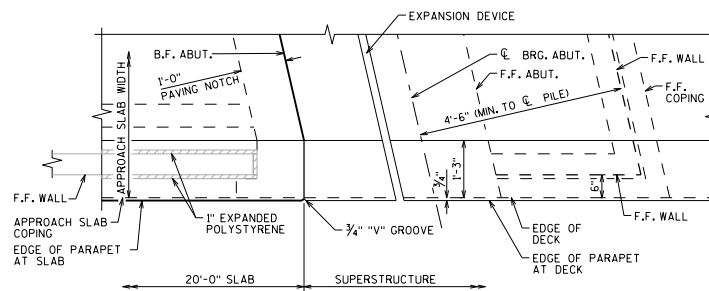 EXPANSION DEVICE
B.F. ABUT.
℄ BRG. ABUT.
F.F. ABUT.
F.F. WALL
F.F.
COPING
1'-0"
PAVING NOTCH
4'-6" (MIN. TO ℄ PILE)
APPROACH SLAB WIDTH
3/4"
1'-3"
6"
F.F. WALL
APPROACH SLAB
COPING
EDGE OF PARAPET
AT SLAB
1" EXPANDED
POLYSTYRENE
3/4" "V" GROOVE
F.F. WALL
EDGE OF
DECK
EDGE OF PARAPET
AT DECK
20'-0" SLAB
SUPERSTRUCTURE